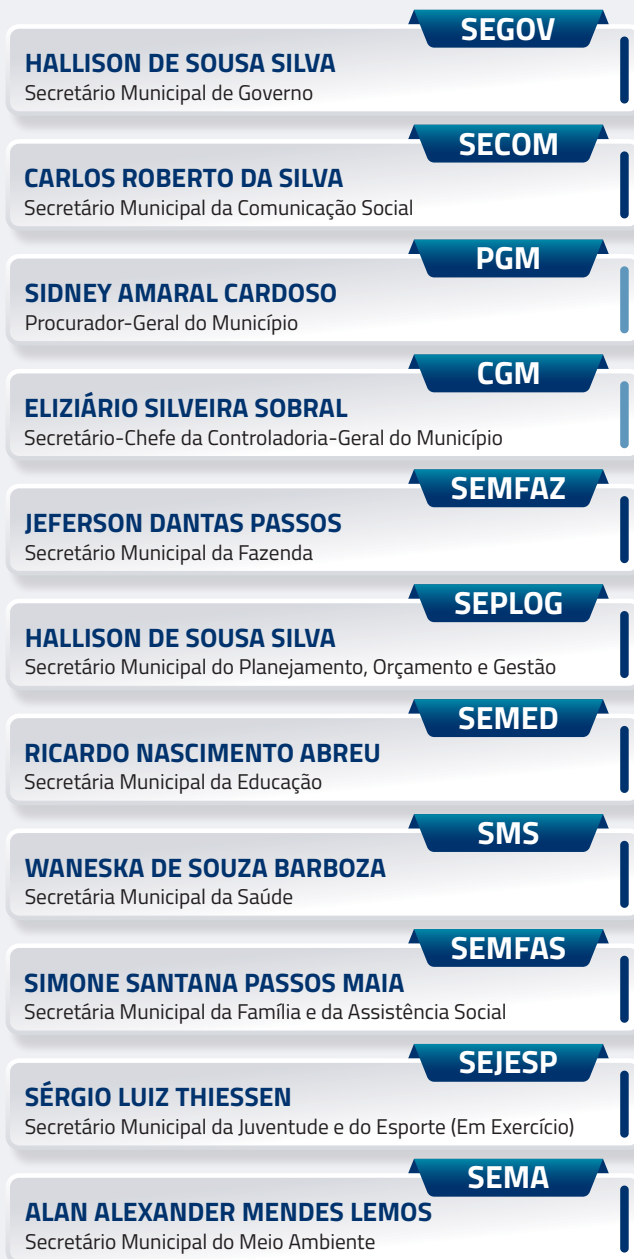 SEGOV
HALLISON DE SOUSA SILVA
Secretário Municipal de Governo
SECOM
CARLOS ROBERTO DA SILVA
Secretário Municipal da Comunicação Social
PGM
SIDNEY AMARAL CARDOSO
Procurador-Geral do Município
CGM
ELIZIÁRIO SILVEIRA SOBRAL
Secretário-Chefe da Controladoria-Geral do Município
SEMFAZ
JEFERSON DANTAS PASSOS
Secretário Municipal da Fazenda
SEPLOG
HALLISON DE SOUSA SILVA
Secretário Municipal do Planejamento, Orçamento e Gestão
SEMED
RICARDO NASCIMENTO ABREU
Secretária Municipal da Educação
SMS
WANESKA DE SOUZA BARBOZA
Secretária Municipal da Saúde
SEMFAS
SIMONE SANTANA PASSOS MAIA
Secretária Municipal da Família e da Assistência Social
SEJESP
SÉRGIO LUIZ THIESSEN
Secretário Municipal da Juventude e do Esporte (Em Exercício)
SEMA
ALAN ALEXANDER MENDES LEMOS
Secretário Municipal do Meio Ambiente